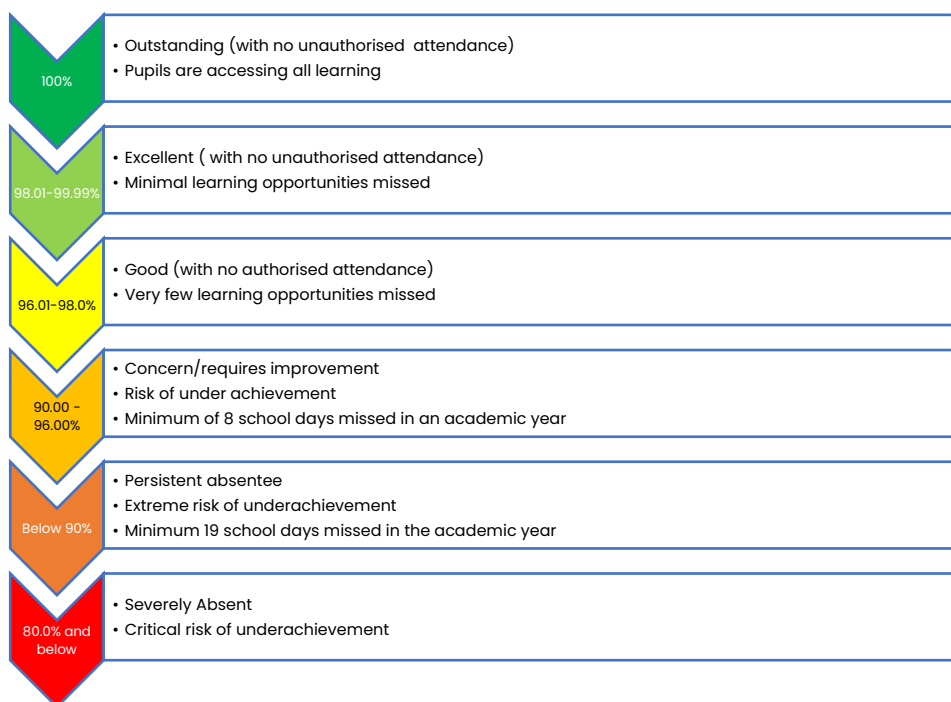 100%
• Outstanding (with no unauthorised  attendance)
• Pupils are accessing all learning
98.01-99.99%
• Excellent ( with no unauthorised attendance)
• Minimal learning opportunities missed
96.01-98.0%
• Good (with no authorised attendance)
• Very few learning opportunities missed
90.00 -
96.00%
• Concern/requires improvement
• Risk of under achievement
• Minimum of 8 school days missed in an academic year
Below 90%
• Persistent absentee
• Extreme risk of underachievement
• Minimum 19 school days missed in the academic year
80.0% and
below
• Severely Absent
• Critical risk of underachievement